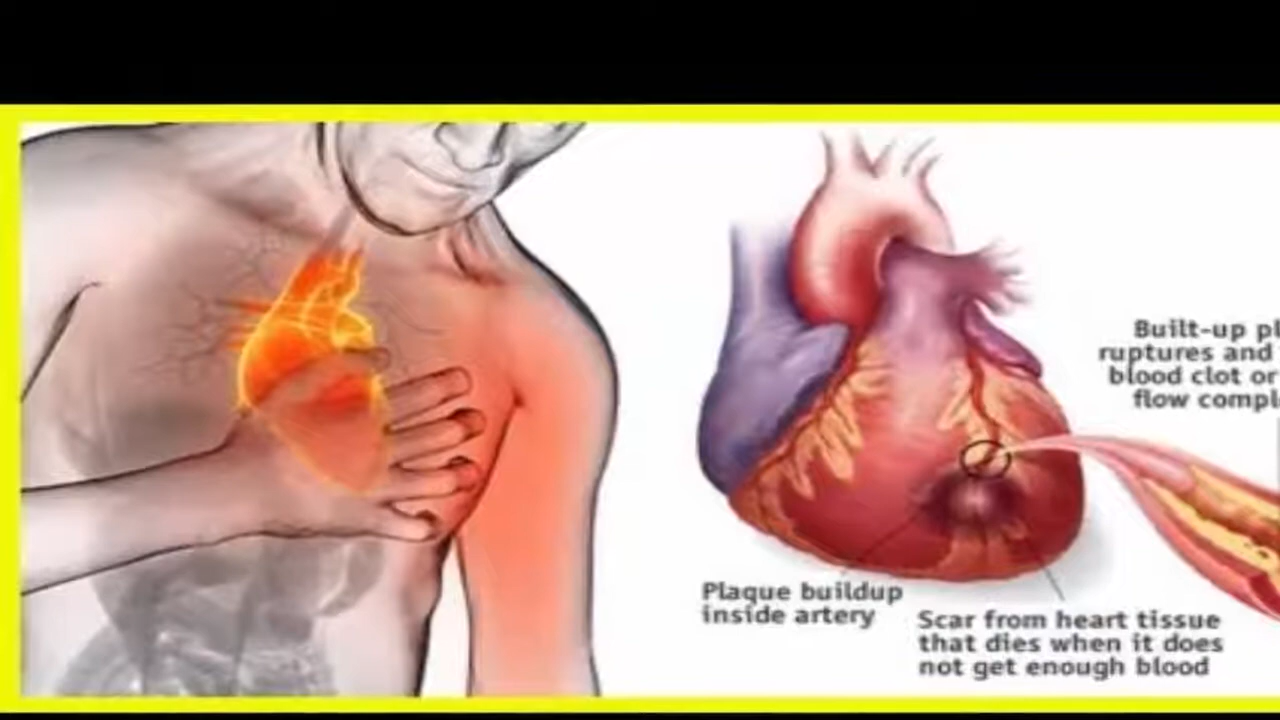 Built-up pl
ruptures and
blood clot or
flow compl
Plaque buildup
inside artery
Scar from heart tissue
that dies when it does
not get enough blood